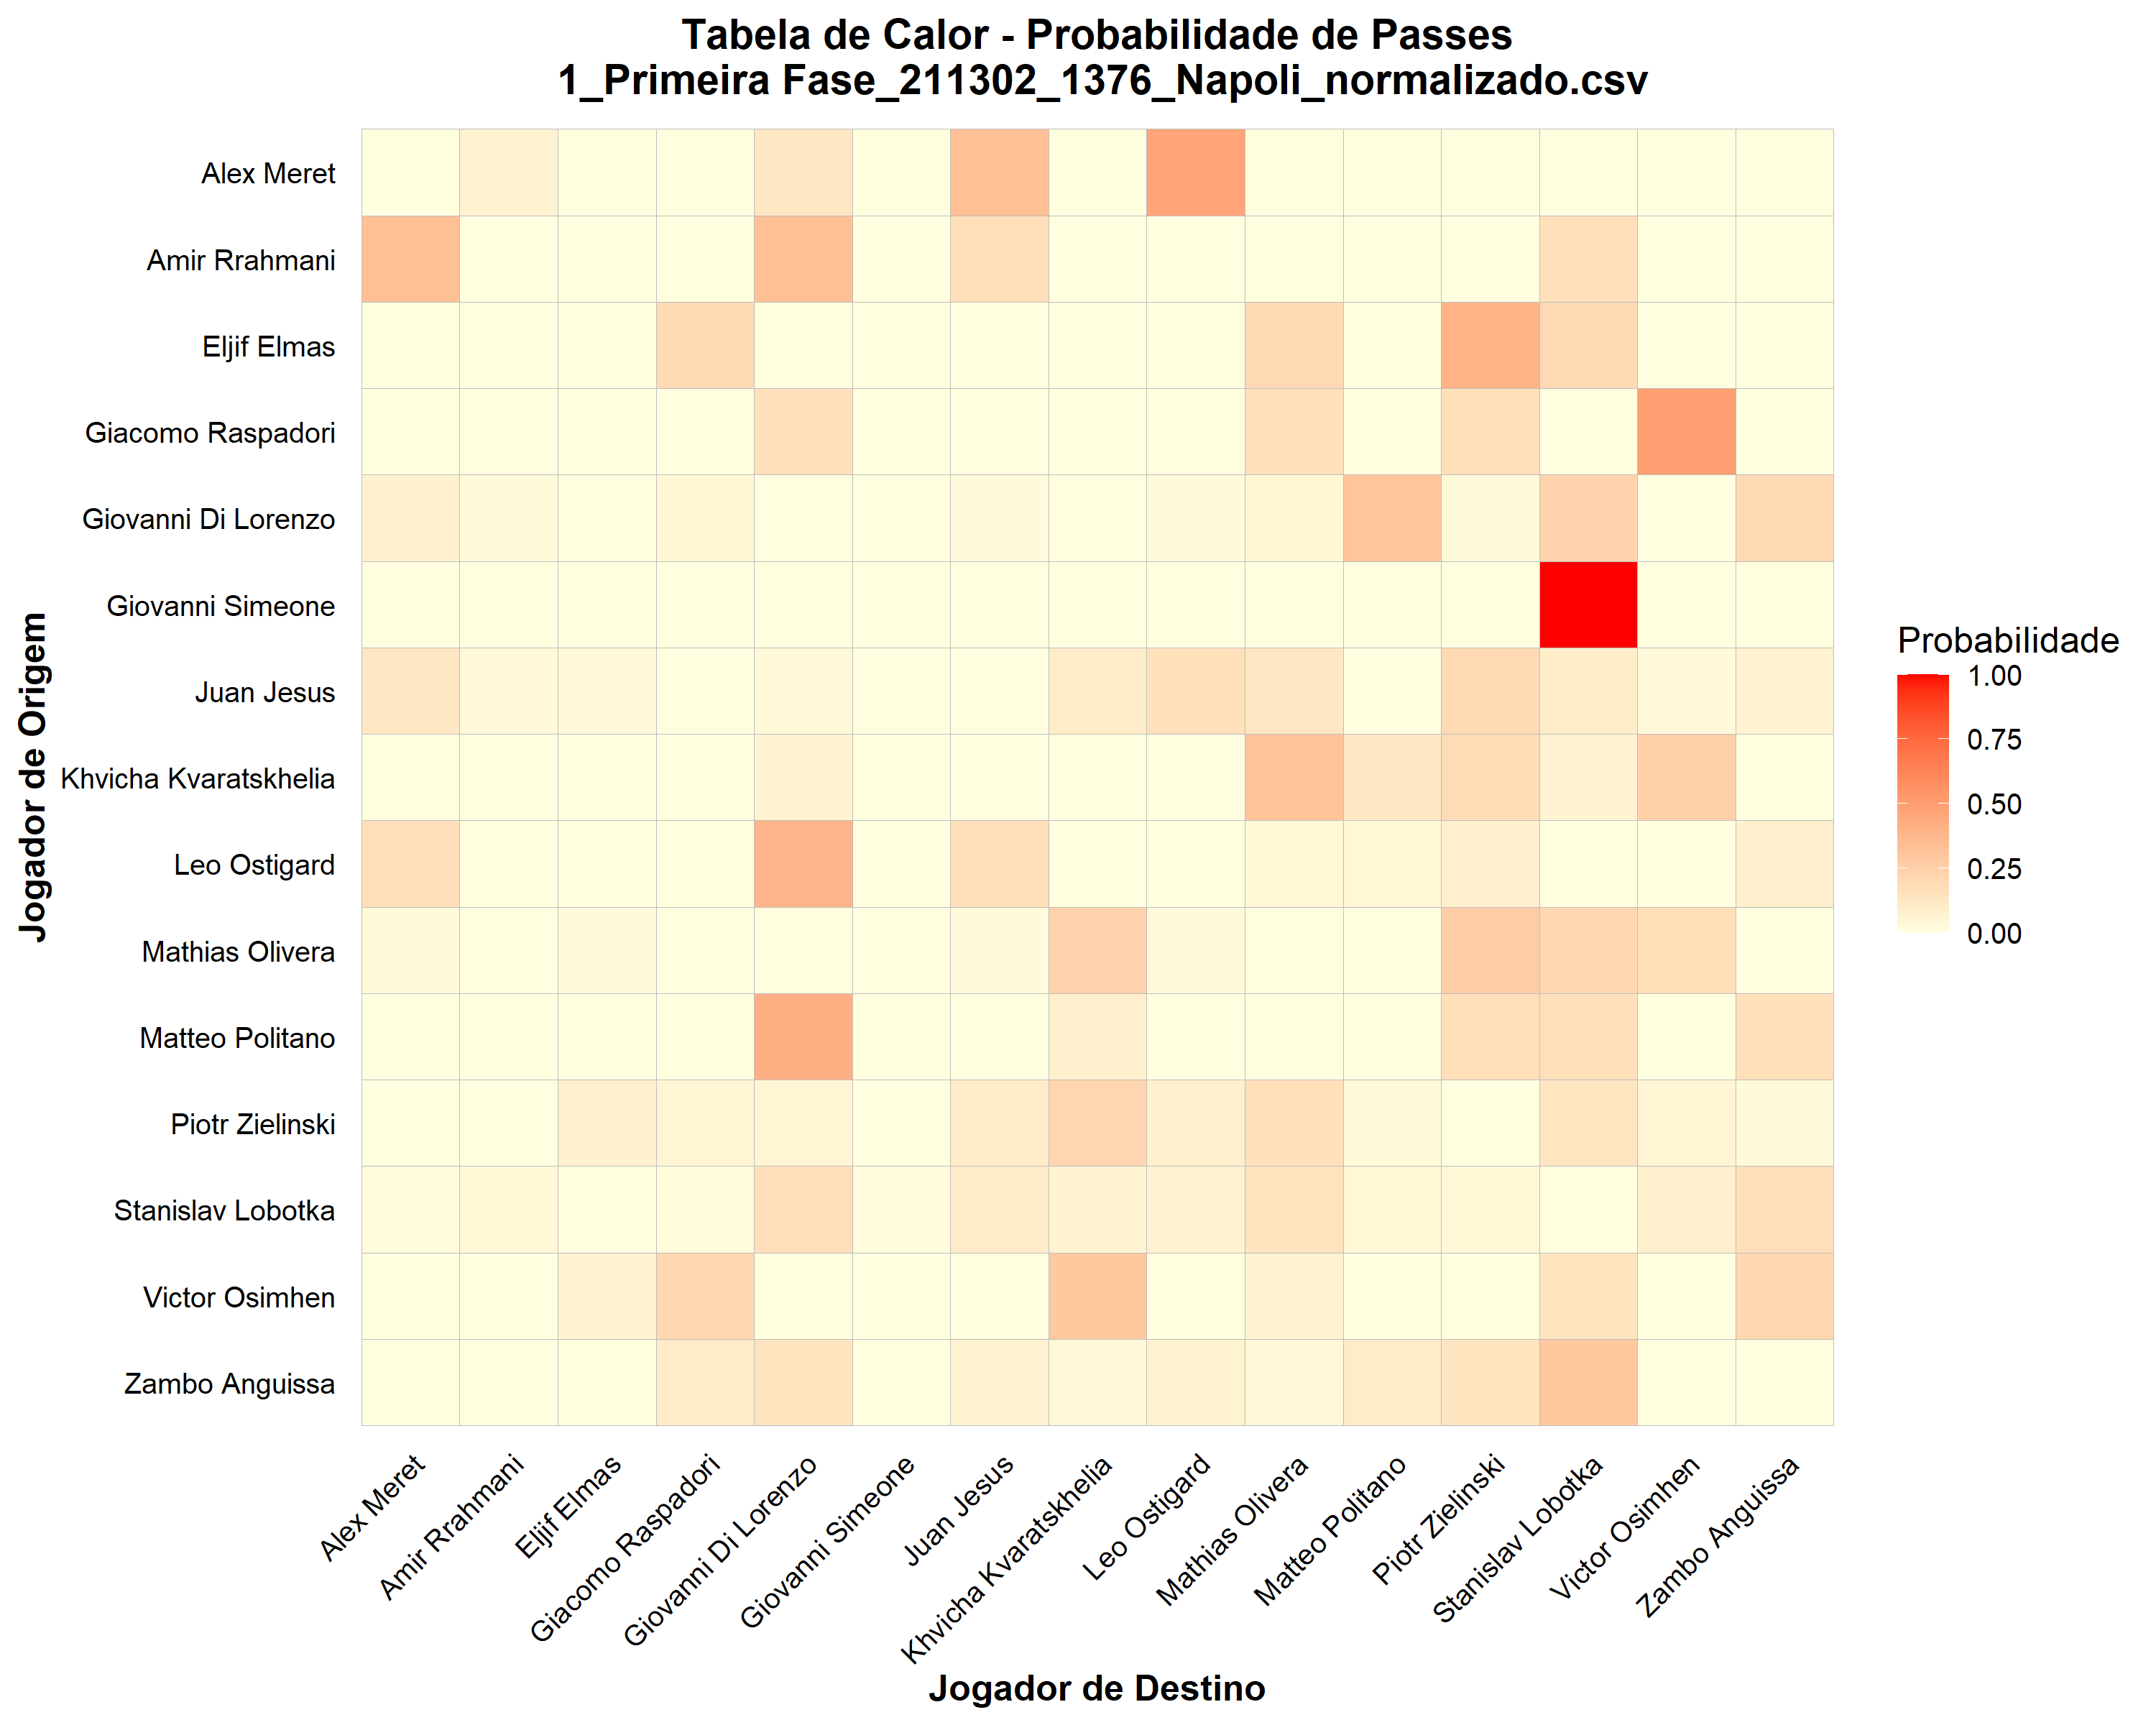 Tabela de Calor - Probabilidade de Passes
1_Primeira Fase_211302_1376_Napoli_normalizado.csv
Jogador de Origem
Alex Meret
Amir Rrahmani
Eljif Elmas
Giacomo Raspadori
Giovanni Di Lorenzo
Giovanni Simeone
Juan Jesus
Khvicha Kvaratskhelia
Leo Ostigard
Mathias Olivera
Matteo Politano
Piotr Zielinski
Stanislav Lobotka
Victor Osimhen
Zambo Anguissa
Alex Meret
Amir Rrahmani
Eljif Elmas
Giacomo Raspadori
Giovanni Di Lorenzo
Giovanni Simeone
Juan Jesus
Khvicha Kvaratskhelia
Leo Ostigard
Mathias Olivera
Matteo Politano
Piotr Zielinski
Stanislav Lobotka
Victor Osimhen
Zambo Anguissa
Jogador de Destino
Probabilidade
1.00
0.75
0.50
0.25
0.00